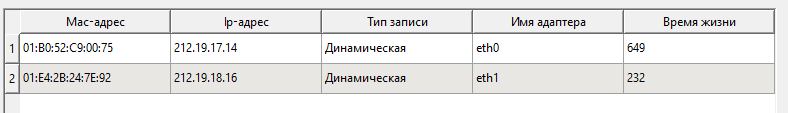 Mac-адрес Ip-адрес Тип записи Имя адаптера Время жизни
1 01:B0:52:C9:00:75 212.19.17.14 Динамическая eth0 649
2 01:E4:2B:24:7E:92 212.19.18.16 Динамическая eth1 232